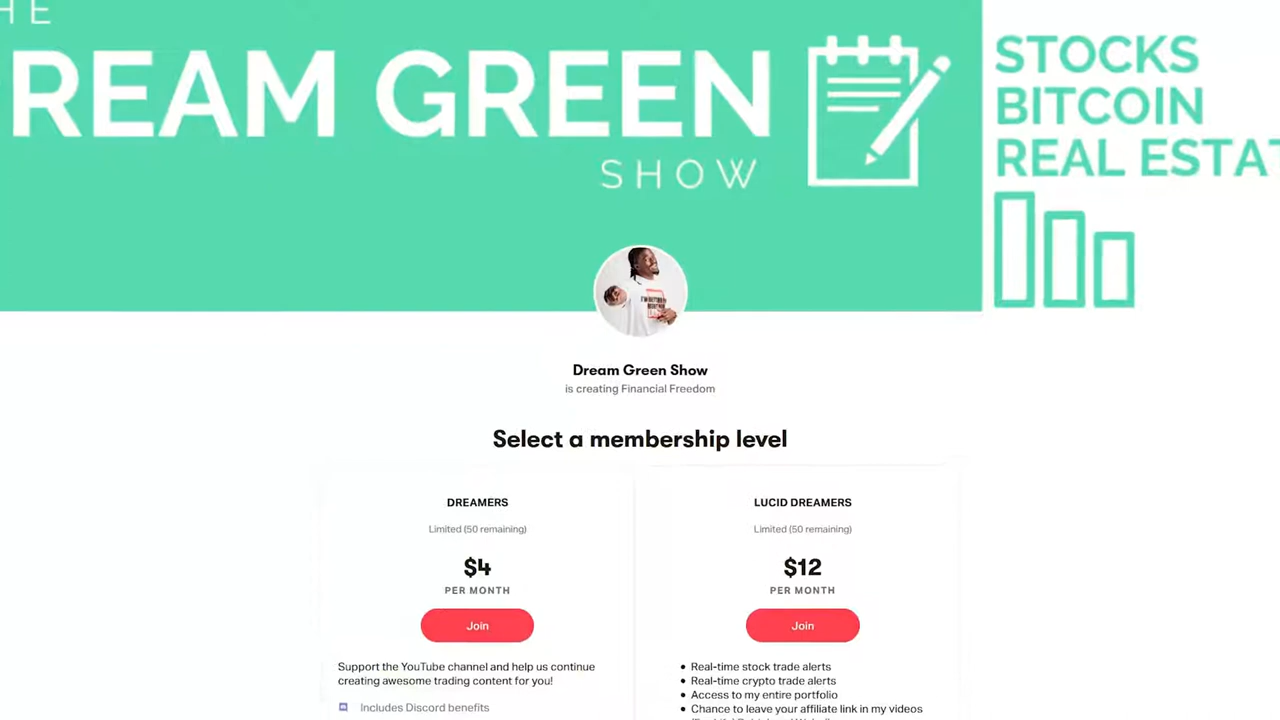 THE
DREAM GREEN
SHOW
STOCKS
BITCOIN
REAL ESTAT
Dream Green Show
is creating Financial Freedom
Select a membership level
DREAMERS
Limited (50 remaining)
$4
PER MONTH
Join
Support the YouTube channel and help us continue
creating awesome trading content for you!
Includes Discord benefits
LUCID DREAMERS
Limited (50 remaining)
$12
PER MONTH
Join
• Real-time stock trade alerts
• Real-time crypto trade alerts
• Access to my entire portfolio
• Chance to leave your affiliate link in my videos